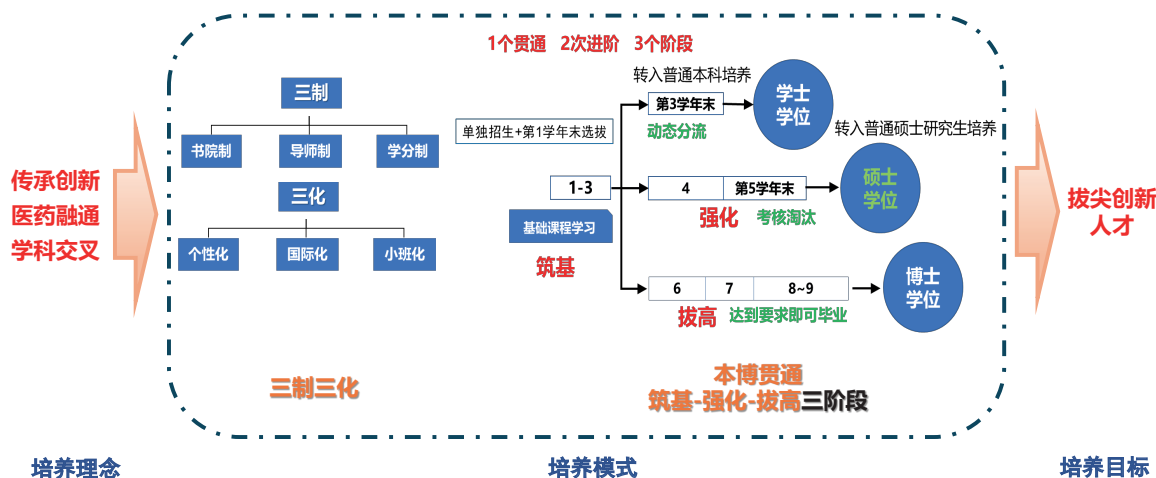 传承创新
医药融通
学科交叉
培养理念
1个贯通 2次进阶 3个阶段
三制
书院制 导师制 学分制
三化
个性化 国际化 小班化
三制三化
单独招生+第1学年末选拔
1-3
基础课程学习
筑基
转入普通本科培养
第3学年末
动态分流
学士
学位
转入普通硕士研究生培养
4 第5学年末
强化 考核淘汰
硕士
学位
6 7 8~9
拔高 达到要求即可毕业
博士
学位
本博贯通
筑基-强化-拔高三阶段
培养模式
拔尖创新
人才
培养目标